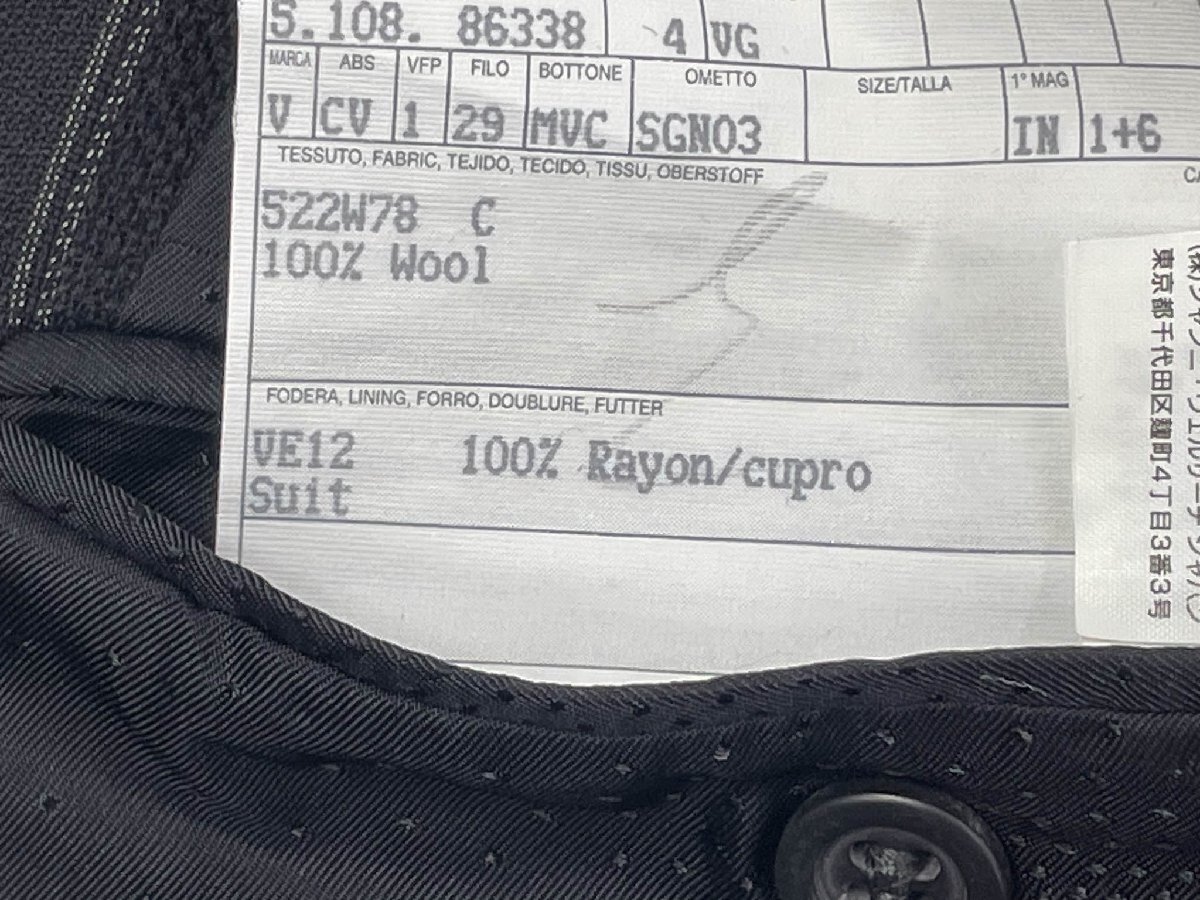 5.108. 86338 4 VG
MARCA ABS VFP FILO BOTTONE OMETTO SIZE/TALLA 1° MAG
V CV 1 29 MVC SGN03 IN 1+6
TESSUTO, FABRIC, TEJIDO, TECIDO, TISSU, OBERSTOFF
522W78 C
100% Wool
FODERA, LINING, FORRO, DOUBLURE, FUTTER
VE12 100% Rayon/cupro
Suit
東京都千代田区麹町4丁目3番3号